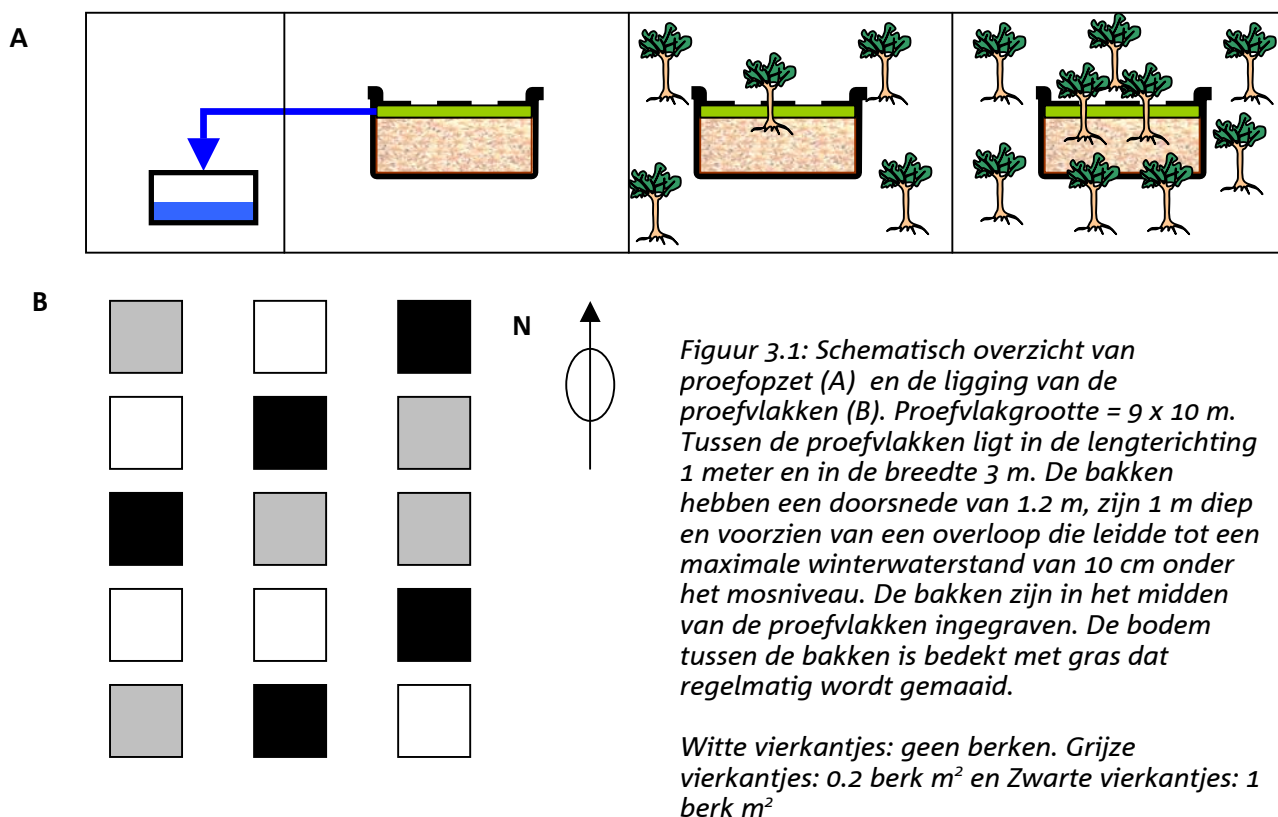 A
B
N
Figuur 3.1: Schematisch overzicht van
proefopzet (A) en de ligging van de
proefvlakken (B). Proefvlakgrootte = 9 x 10 m.
Tussen de proefvlakken ligt in de lengterichting
1 meter en in de breedte 3 m. De bakken
hebben een doorsnede van 1.2 m, zijn 1 m diep
en voorzien van een overloop die leidde tot een
maximale winterwaterstand van 10 cm onder
het mosniveau. De bakken zijn in het midden
van de proefvlakken ingegraven. De bodem
tussen de bakken is bedekt met gras dat
regelmatig wordt gemaaid.
Witte vierkantjes: geen berken. Grijze
vierkantjes: 0.2 berk m² en Zwarte vierkantjes: 1
berk m²